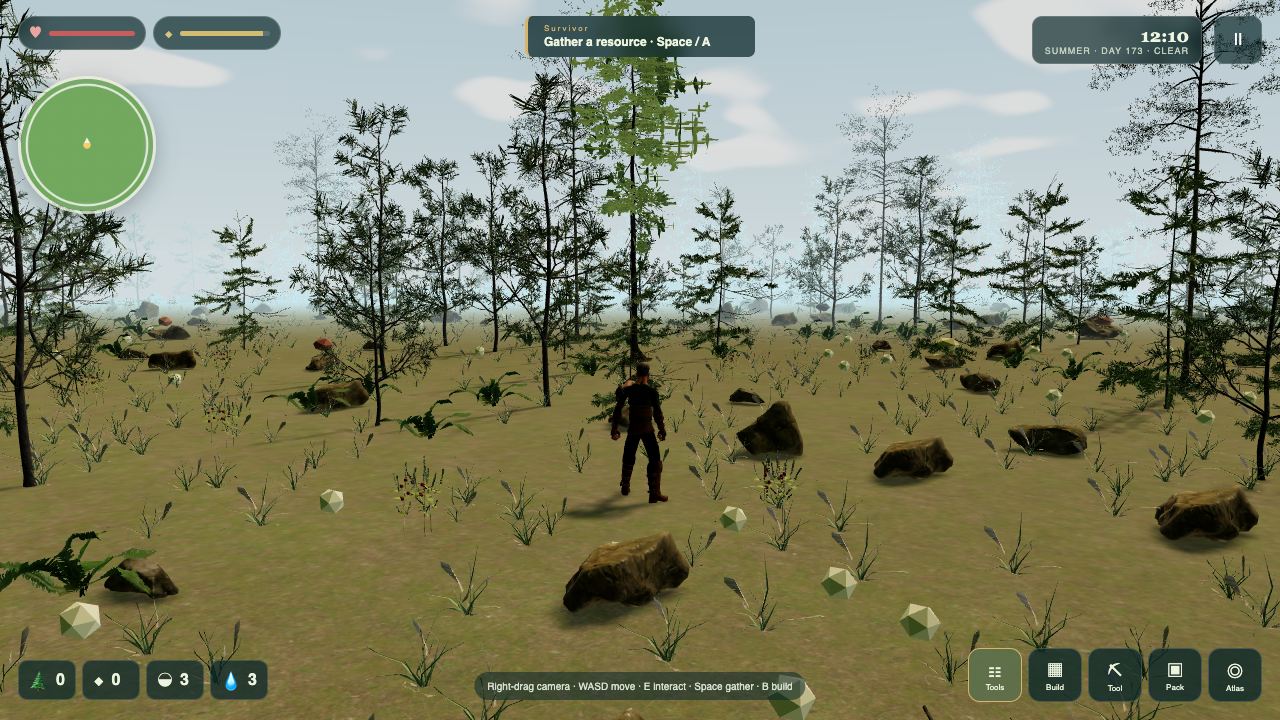 Survivor
Gather a resource · Space / A
12:10
SUMMER · DAY 173 · CLEAR
0
0
3
3
Right-drag camera · WASD move · E interact · Space gather · B build
Tools
Build
Tool
Pack
Atlas